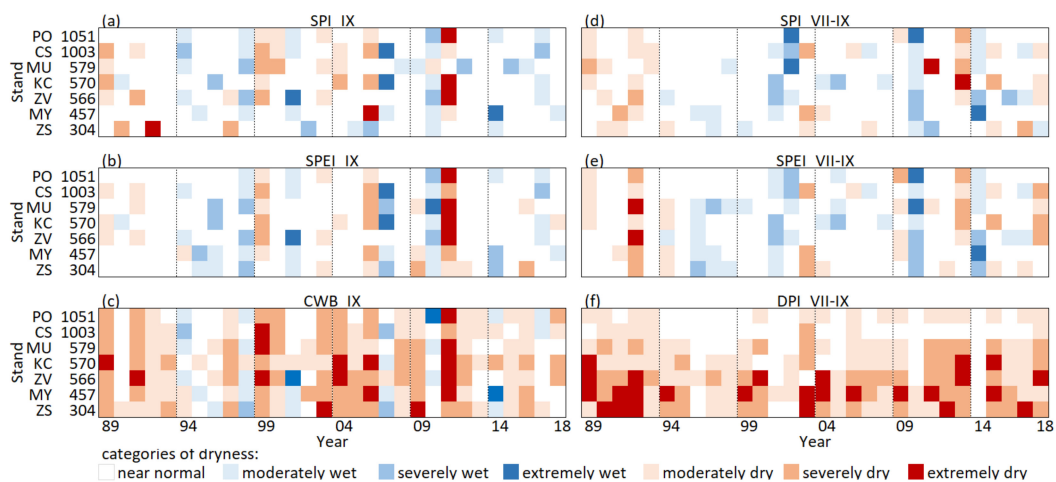 (a) SPI IX (d) SPI VII-IX
PO 1051
CS 1003
MU 579
KC 570
ZV 566
MY 457
ZS 304
Stand
(b) SPEI IX (e) SPEI VII-IX
PO 1051
CS 1003
MU 579
KC 570
ZV 566
MY 457
ZS 304
Stand
(c) CWB IX (f) DPI VII-IX
PO 1051
CS 1003
MU 579
KC 570
ZV 566
MY 457
ZS 304
Stand
89 94 99 04 09 14 18 89 94 99 04 09 14 18
Year Year
categories of dryness:
near normal moderately wet severely wet extremely wet moderately dry severely dry extremely dry